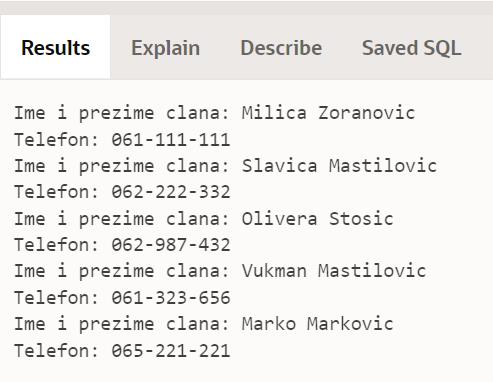 Results Explain Describe Saved SQL
Ime i prezime clana: Milica Zoranovic
Telefon: 061-111-111
Ime i prezime clana: Slavica Mastilovic
Telefon: 062-222-332
Ime i prezime clana: Olivera Stosic
Telefon: 062-987-432
Ime i prezime clana: Vukman Mastilovic
Telefon: 061-323-656
Ime i prezime clana: Marko Markovic
Telefon: 065-221-221